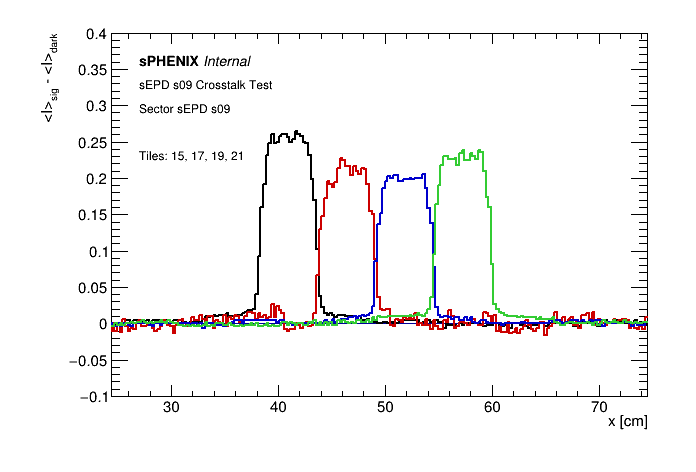 0.4
0.35
0.3
0.25
0.2
0.15
0.1
0.05
0
−0.05
−0.1
<I>sig - <I>dark
sPHENIX Internal
sEPD s09 Crosstalk Test
Sector sEPD s09
Tiles: 15, 17, 19, 21
30 40 50 60 70
x [cm]